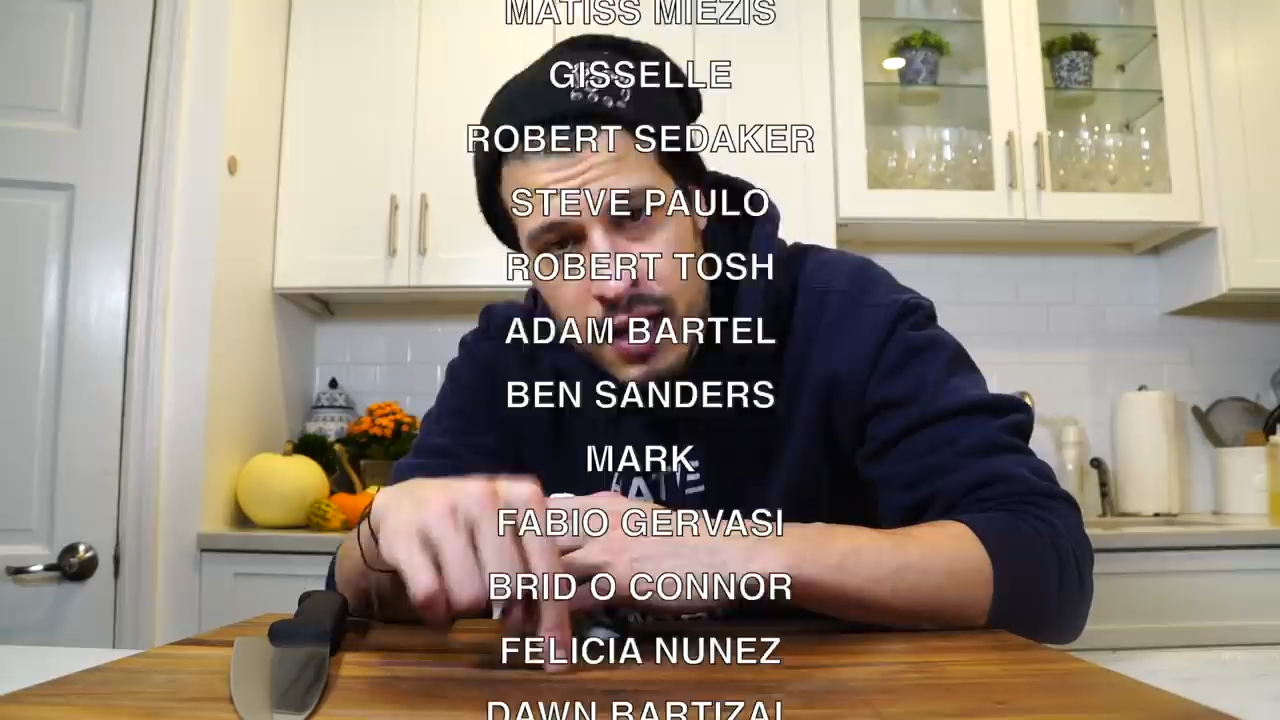 MATISS MIEZIS
GISSELLE
ROBERT SEDAKER
STEVE PAULO
ROBERT TOSH
ADAM BARTEL
BEN SANDERS
MARK
FABIO GERVASI
BRID O CONNOR
FELICIA NUNEZ
DAWN BARTIZAL